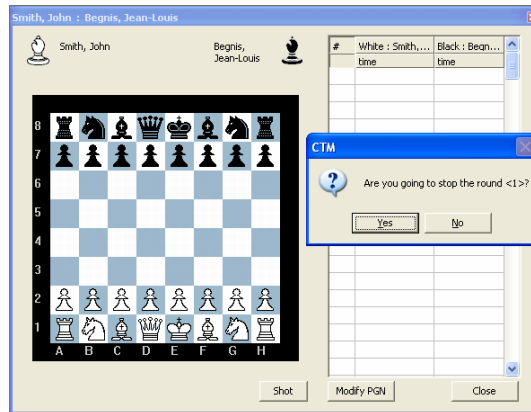 Smith, John : Begnis, Jean-Louis
Smith, John
Begnis,
Jean-Louis
# White : Smith,... Black : Begn...
time time
CTM
Are you going to stop the round <1>?
Yes No
8
7
6
5
4
3
2
1
A B C D E F G H
Shot Modify PGN Close